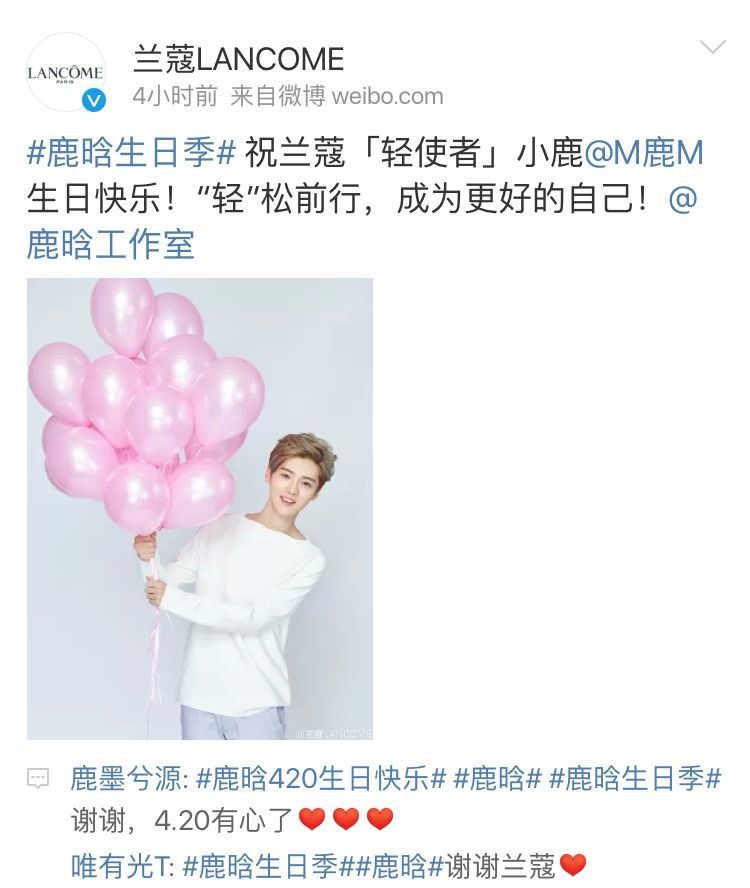 LANCÔME
PARIS
兰蔻LANCOME
4小时前 来自微博 weibo.com
#鹿晗生日季# 祝兰蔻「轻使者」小鹿@M鹿M
生日快乐！“轻”松前行，成为更好的自己！@
鹿晗工作室
@兰蔻LANCOME
鹿墨兮源: #鹿晗420生日快乐# #鹿晗# #鹿晗生日季#
谢谢，4.20有心了❤️❤️❤️
唯有光T: #鹿晗生日季##鹿晗#谢谢兰蔻❤️